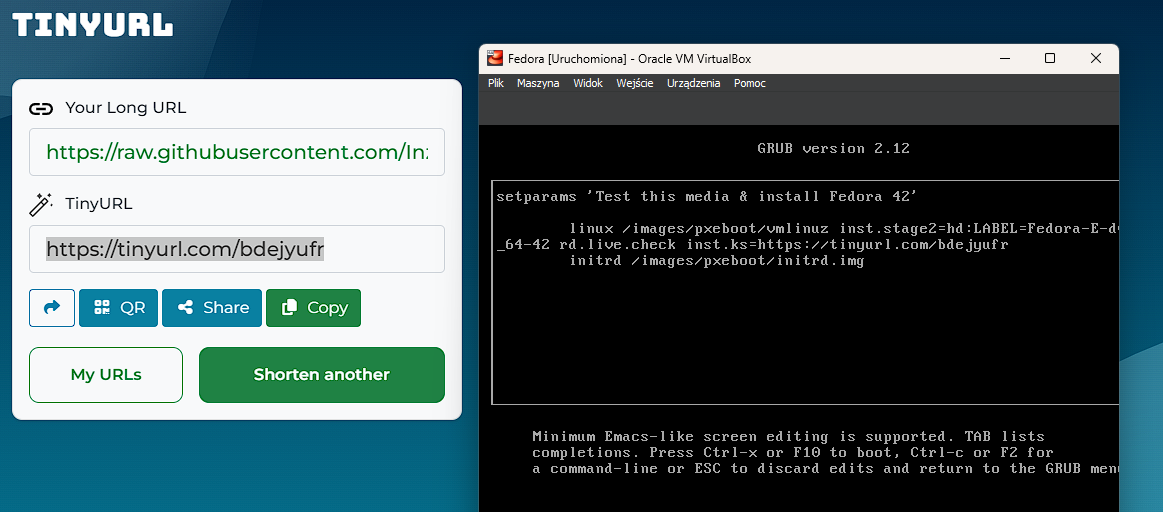 TINYURL
Your Long URL
https://raw.githubusercontent.com/In
TinyURL
https://tinyurl.com/bdejyufr
QR
Share
Copy
My URLs
Shorten another
Fedora [Uruchomiona] - Oracle VM VirtualBox
Plik Maszyna Widok Wejście Urządzenia Pomoc
GRUB version 2.12
setparams 'Test this media & install Fedora 42'
linux /images/pxeboot/vmlinuz inst.stage2=hd:LABEL=Fedora-E-dv
_64-42 rd.live.check inst.ks=https://tinyurl.com/bdejyufr
initrd /images/pxeboot/initrd.img
Minimum Emacs-like screen editing is supported. TAB lists
completions. Press Ctrl-x or F10 to boot, Ctrl-c or F2 for
a command-line or ESC to discard edits and return to the GRUB menu